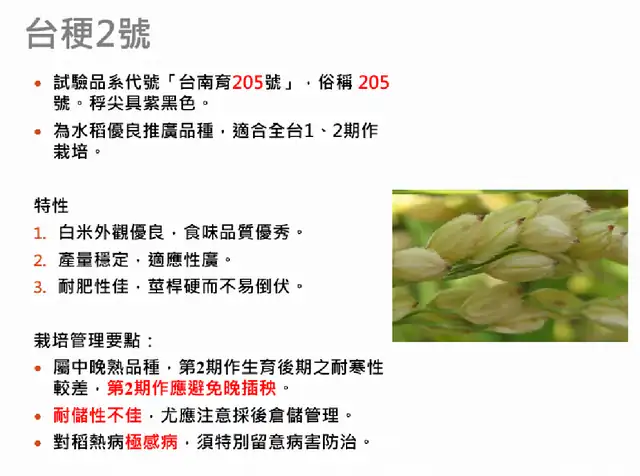 台稉2號
• 試驗品系代號「台南育205號」，俗稱 205
號。稃尖具紫黑色。
• 為水稻優良推廣品種，適合全台1、2期作
栽培。
特性
1. 白米外觀優良，食味品質優秀。
2. 產量穩定，適應性廣。
3. 耐肥性佳，莖桿硬而不易倒伏。
栽培管理要點：
• 屬中晚熟品種，第2期作生育後期之耐寒性
較差，第2期作應避免晚插秧。
• 耐儲性不佳，尤應注意採後倉儲管理。
• 對稻熱病極感病，須特別留意病害防治。